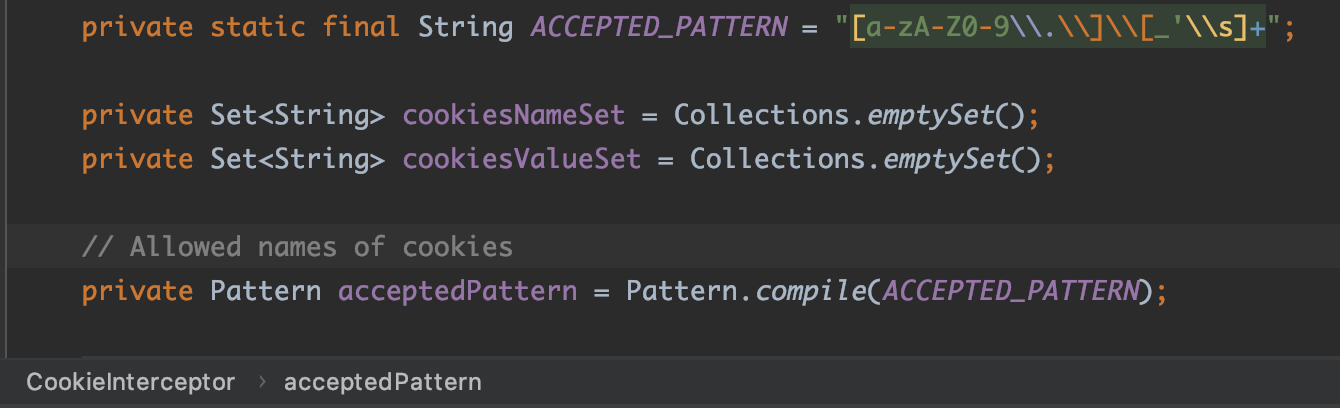 private static final String ACCEPTED_PATTERN = "[a-zA-Z0-9\\.\\]\\[_'\\s]+";
private Set<String> cookiesNameSet = Collections.emptySet();
private Set<String> cookiesValueSet = Collections.emptySet();
// Allowed names of cookies
private Pattern acceptedPattern = Pattern.compile(ACCEPTED_PATTERN);
CookieInterceptor > acceptedPattern